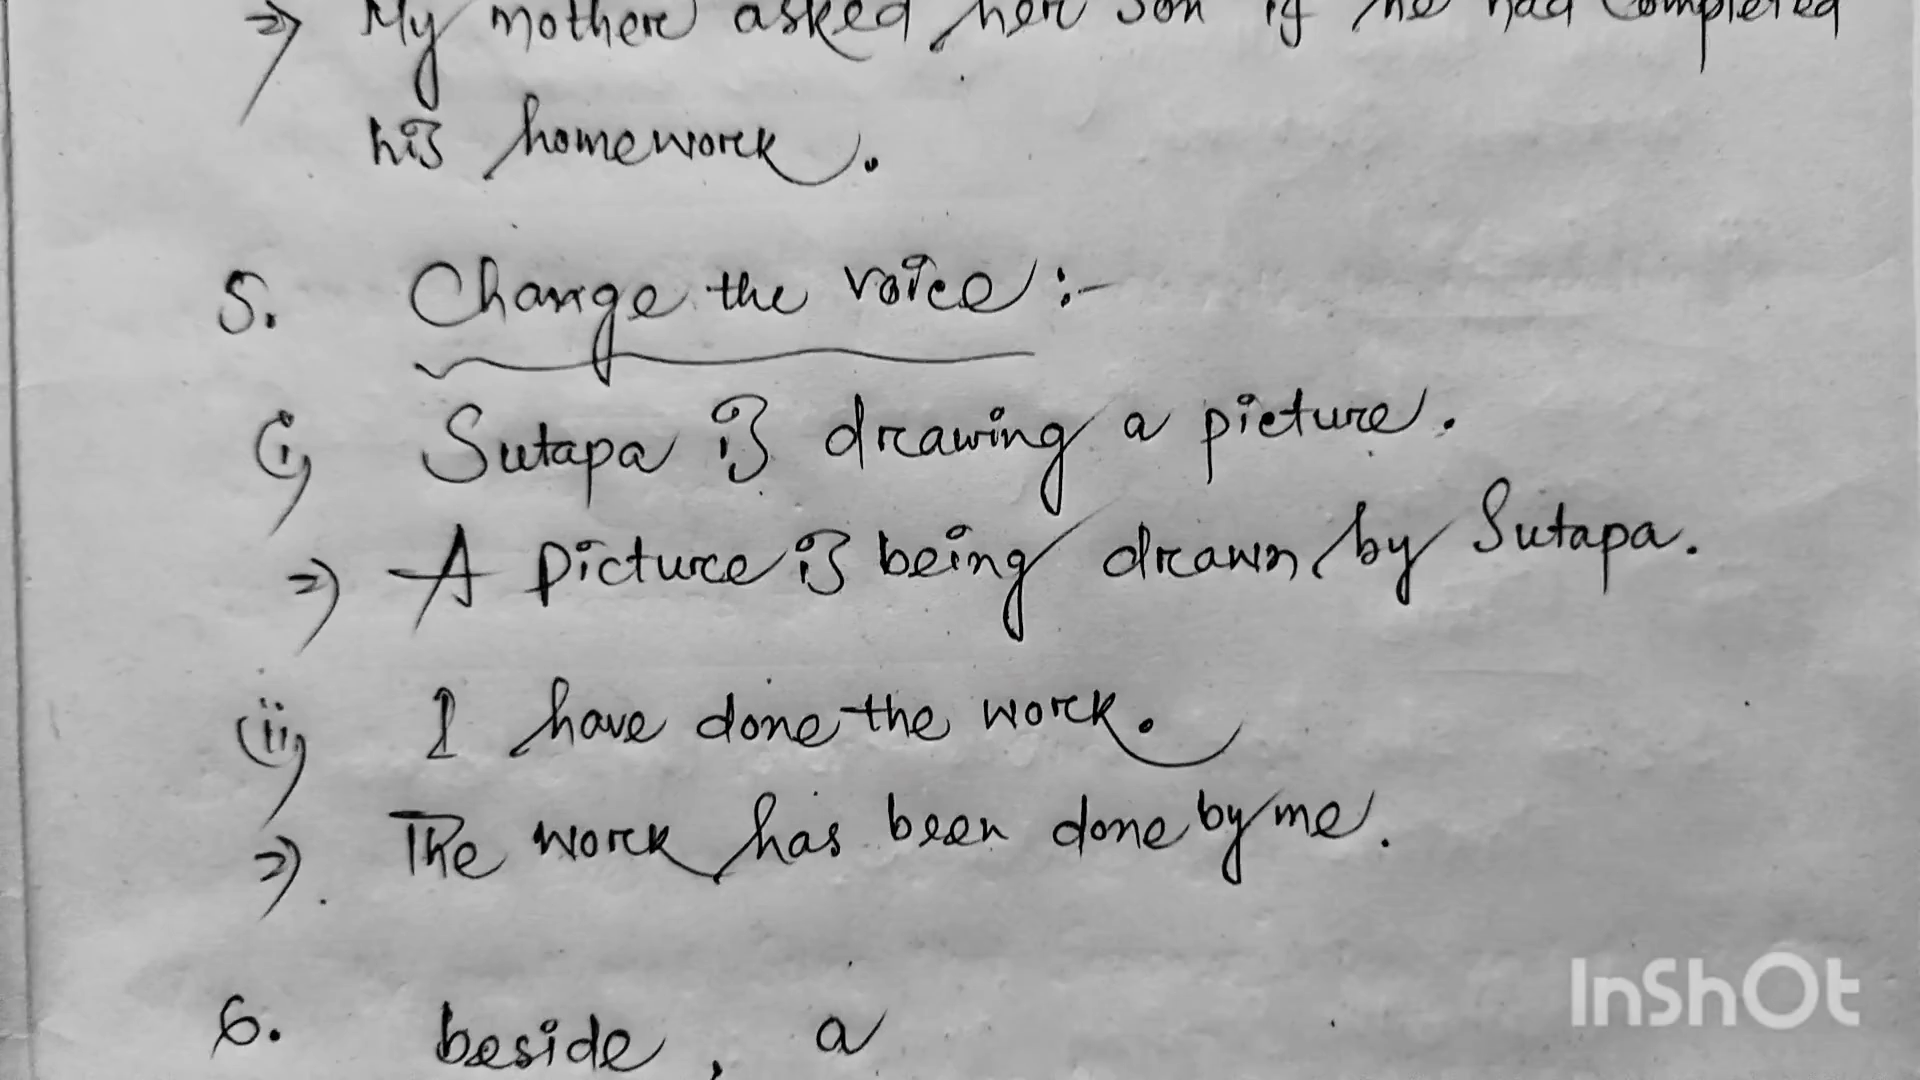 => My mother asked her son if he had completed
his homework.
5. Change the voice :-
(i) Sutapa is drawing a picture.
=> A picture is being drawn by Sutapa.
(ii) I have done the work.
=> The work has been done by me.
6. beside, a
InShOt